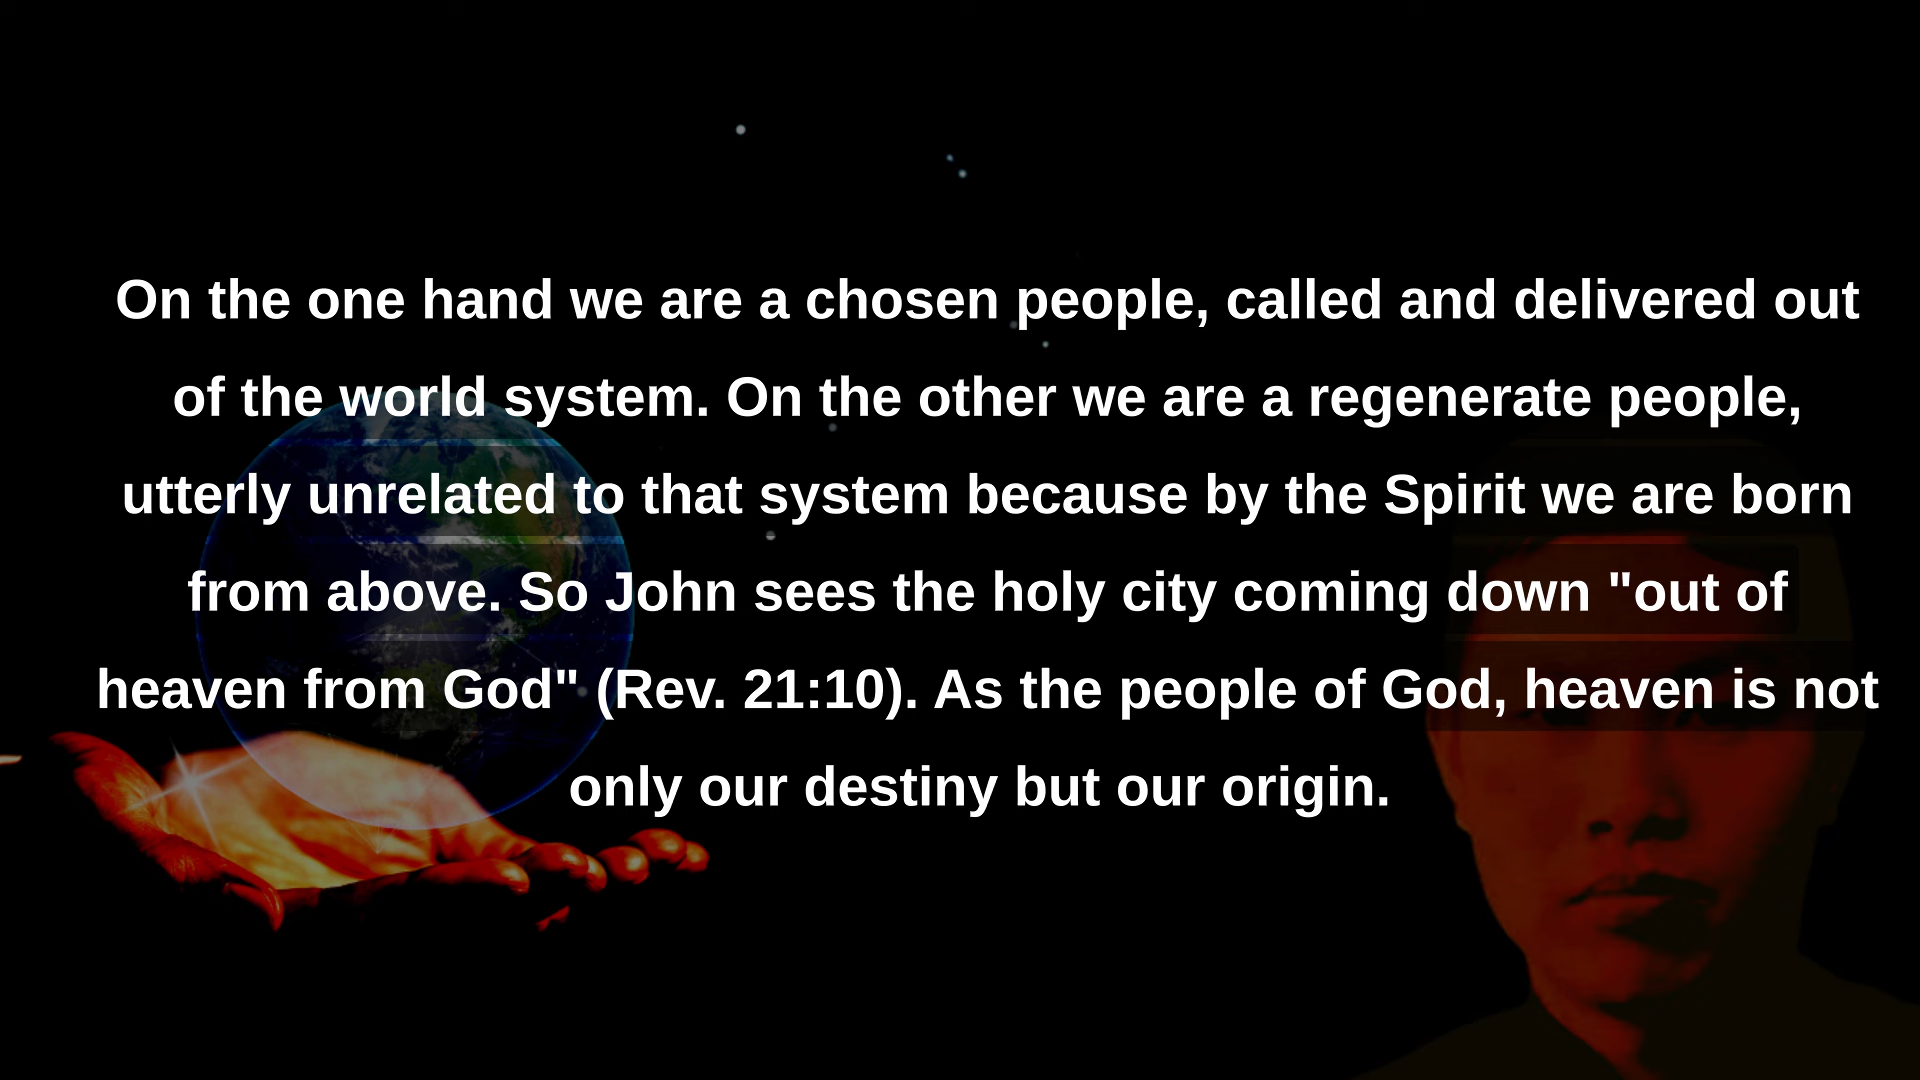 On the one hand we are a chosen people, called and delivered out
of the world system. On the other we are a regenerate people,
utterly unrelated to that system because by the Spirit we are born
from above. So John sees the holy city coming down "out of
heaven from God" (Rev. 21:10). As the people of God, heaven is not
only our destiny but our origin.